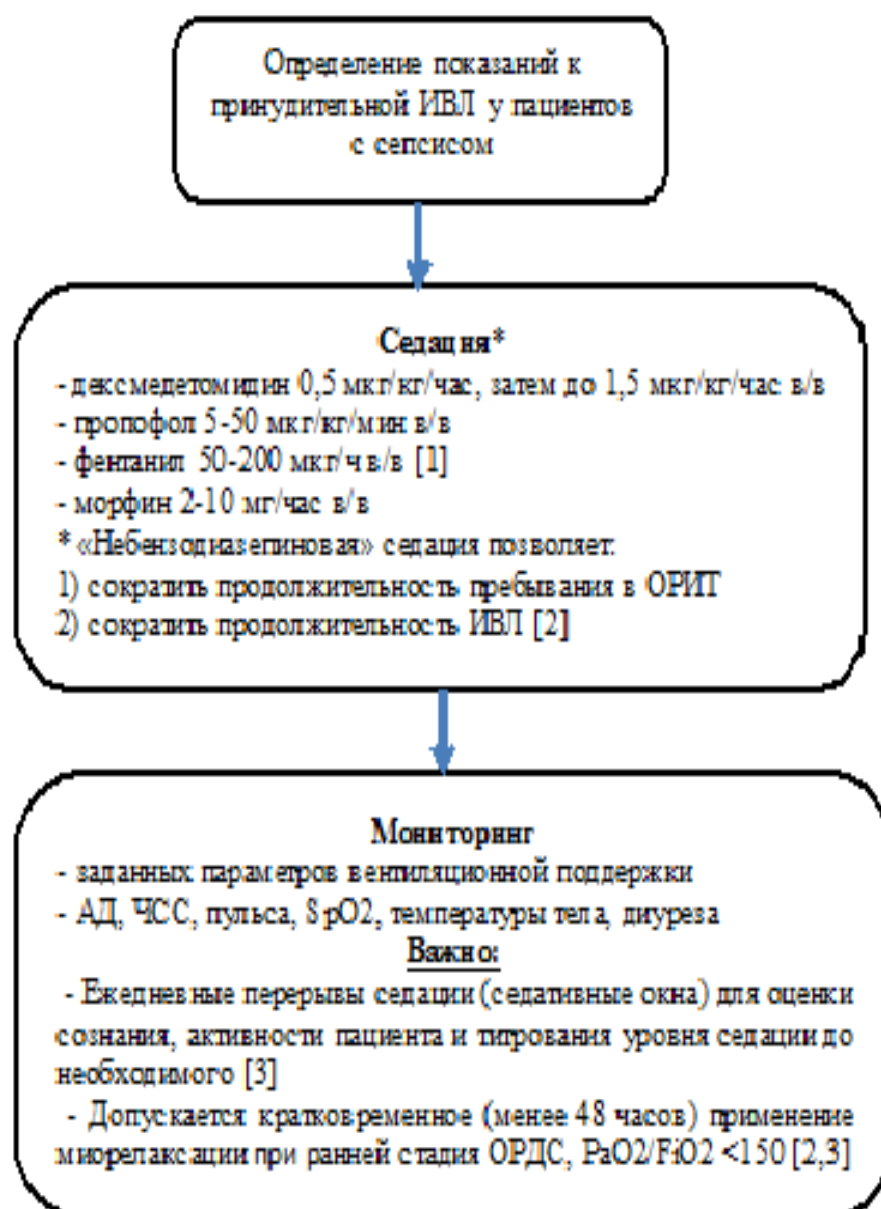 Определение показаний к
принудительной ИВЛ у пациентов
с сепсисом
Седация*
- дексмедетомидин 0,5 мкг/кг/час, затем до 1,5 мкг/кг/час в/в
- пропофол 5-50 мкг/кг/мин в/в
- фентанил 50-200 мкг/ч в/в [1]
- морфин 2-10 мг/час в/в
* «Небензодиазепиновая» седация позволяет:
1) сократить продолжительность пребывания в ОРИТ
2) сократить продолжительность ИВЛ [2]
Мониторинг
- заданных параметров вентиляционной поддержки
- АД, ЧСС, пульса, SpO2, температуры тела, диуреза
Важно:
- Ежедневные перерывы седации (седативные окна) для оценки
сознания, активности пациента и титрования уровня седации до
необходимого [3]
- Допускается кратковременное (менее 48 часов) применение
миорелаксации при ранней стадия ОРДС, PaO2/FiO2 <150 [2,3]